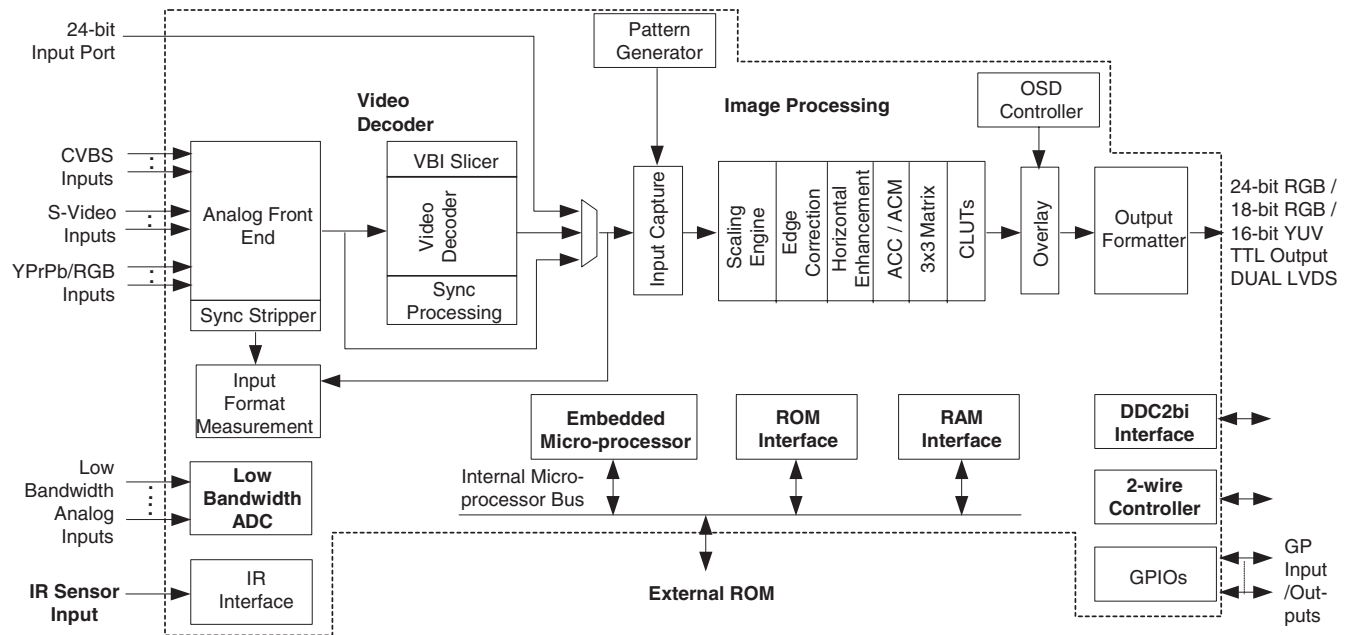 24-bit
Input Port
Pattern
Generator
OSD
Controller
Image Processing
Video
Decoder
CVBS
Inputs
S-Video
Inputs
YPrPb/RGB
Inputs
Analog Front
End
Sync Stripper
VBI Slicer
Video
Decoder
Sync
Processing
Input Capture
Scaling
Engine
Edge
Correction
Horizontal
Enhancement
ACC / ACM
3x3 Matrix
CLUTs
Overlay
Output
Formatter
24-bit RGB /
18-bit RGB /
16-bit YUV
TTL Output
DUAL LVDS
Input
Format
Measurement
Embedded
Micro-processor
ROM
Interface
RAM
Interface
DDC2bi
Interface
Low
Bandwidth
Analog
Inputs
Low
Bandwidth
ADC
Internal Micro-
processor Bus
2-wire
Controller
IR Sensor
Input
IR
Interface
External ROM
GPIOs
GP
Input
/Out-
puts